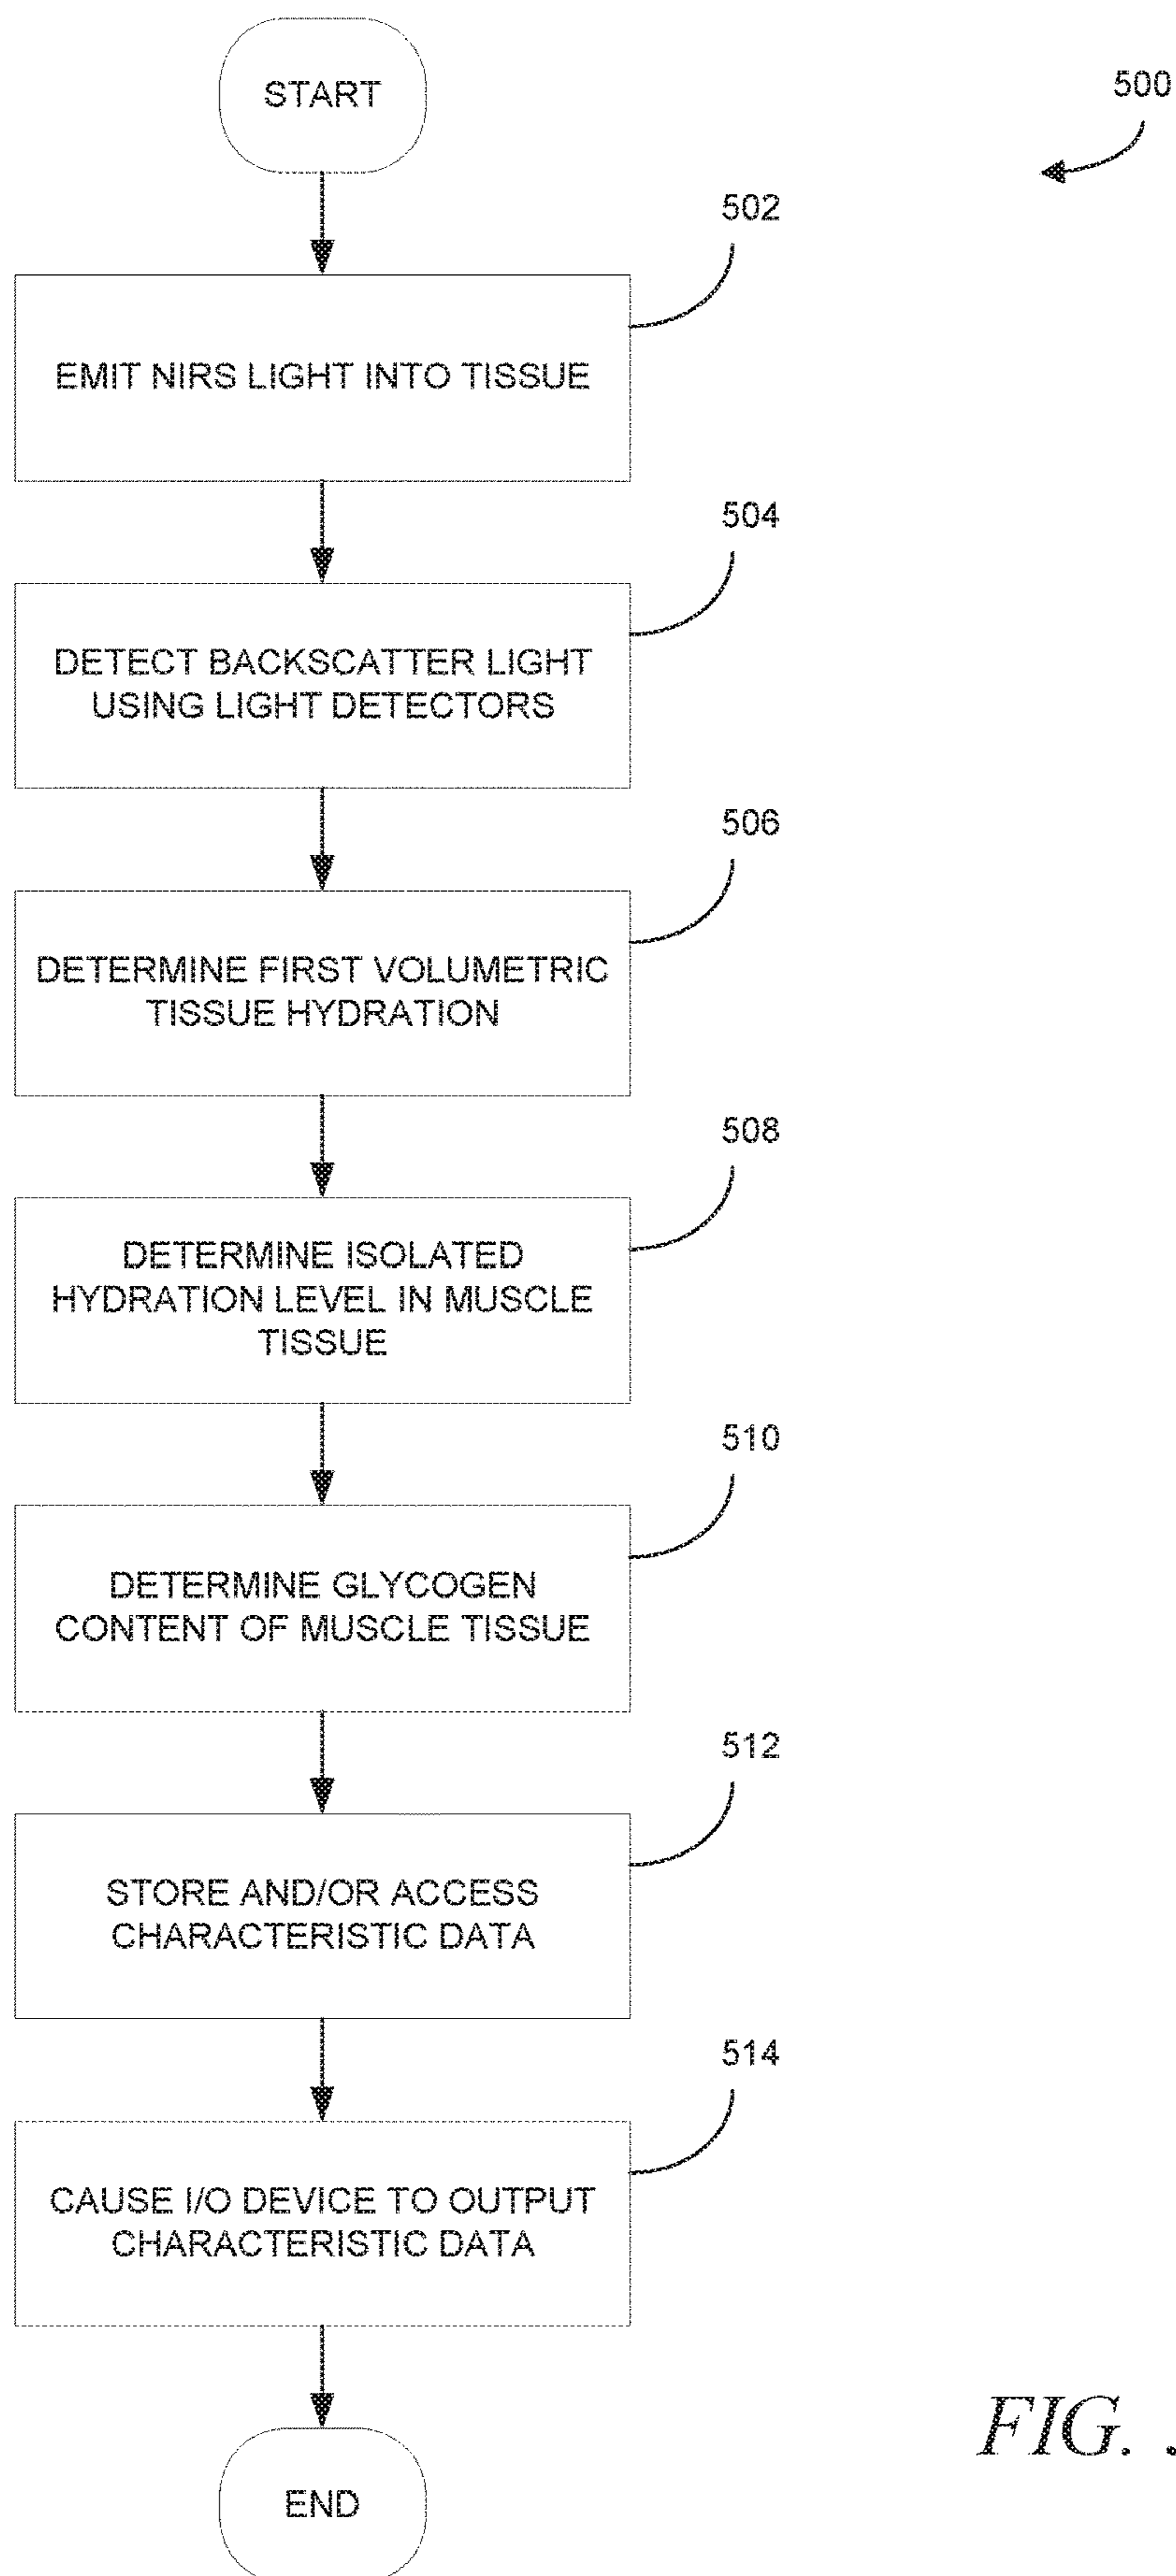 START
500
502
EMIT NIRS LIGHT INTO TISSUE
504
DETECT BACKSCATTER LIGHT
USING LIGHT DETECTORS
506
DETERMINE FIRST VOLUMETRIC
TISSUE HYDRATION
508
DETERMINE ISOLATED
HYDRATION LEVEL IN MUSCLE
TISSUE
510
DETERMINE GLYCOGEN
CONTENT OF MUSCLE TISSUE
512
STORE AND/OR ACCESS
CHARACTERISTIC DATA
514
CAUSE I/O DEVICE TO OUTPUT
CHARACTERISTIC DATA
END
FIG.